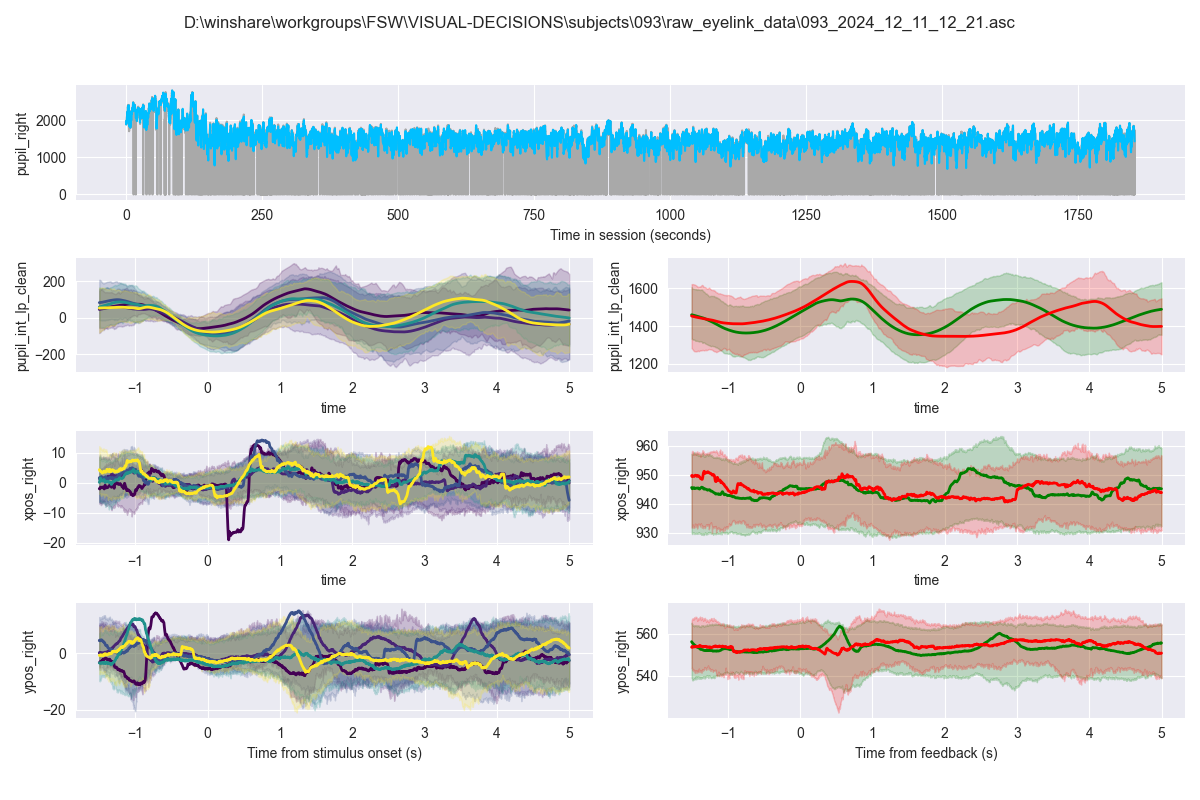 D:\winshare\workgroups\FSW\VISUAL-DECISIONS\subjects\093\raw_eyelink_data\093_2024_12_11_12_21.asc
pupil_right
2000
1000
0
0 250 500 750 1000 1250 1500 1750
Time in session (seconds)
pupil_int_lp_clean
200
0
−200
−1 0 1 2 3 4 5
time
pupil_int_lp_clean
1600
1400
1200
−1 0 1 2 3 4 5
time
xpos_right
10
0
−10
−20
−1 0 1 2 3 4 5
time
xpos_right
960
950
940
930
−1 0 1 2 3 4 5
time
ypos_right
0
−20
−1 0 1 2 3 4 5
Time from stimulus onset (s)
ypos_right
560
540
−1 0 1 2 3 4 5
Time from feedback (s)